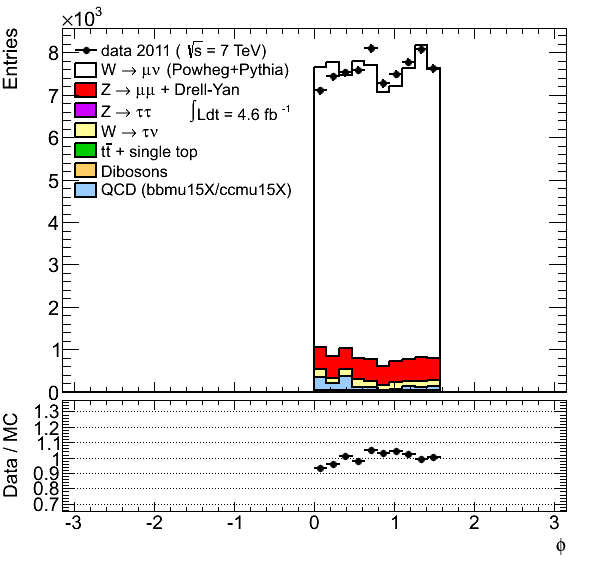 ×10³
Entries
8
7
6
5
4
3
2
1
0
data 2011 ( √s = 7 TeV)
W → μν (Powheg+Pythia)
Z → μμ + Drell-Yan
Z → ττ
∫Ldt = 4.6 fb⁻¹
W → τν
tt̄ + single top
Dibosons
QCD (bbmu15X/ccmu15X)
Data / MC
1.3
1.2
1.1
1
0.9
0.8
0.7
-3 -2 -1 0 1 2 3
ϕ